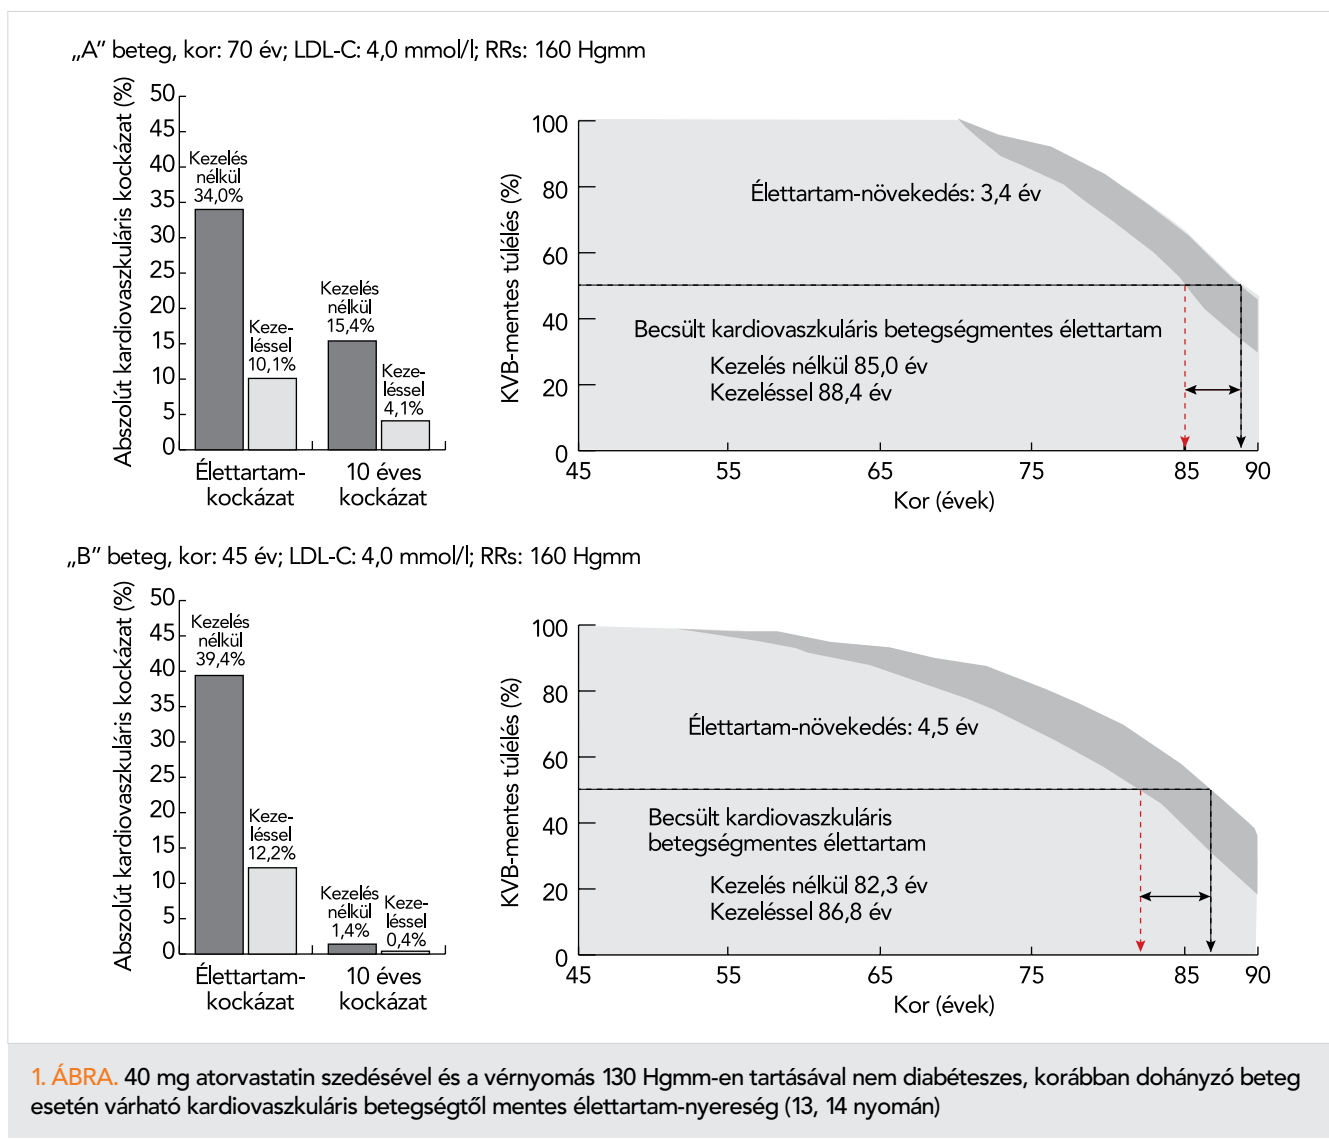 „A” beteg, kor: 70 év; LDL-C: 4,0 mmol/l; RRs: 160 Hgmm
Abszolút kardiovaszkuláris kockázat (%)
50
45
40
35
30
25
20
15
10
5
0
Kezelés
nélkül
34,0%
Keze-
léssel
10,1%
Kezelés
nélkül
15,4%
Keze-
léssel
4,1%
Élettartam-
kockázat
10 éves
kockázat
KVB-mentes túlélés (%)
100
80
60
40
20
0
Élettartam-növekedés: 3,4 év
Becsült kardiovaszkuláris betegségmentes élettartam
Kezelés nélkül 85,0 év
Kezeléssel 88,4 év
45 55 65 75 85 90
Kor (évek)
„B” beteg, kor: 45 év; LDL-C: 4,0 mmol/l; RRs: 160 Hgmm
Abszolút kardiovaszkuláris kockázat (%)
50
45
40
35
30
25
20
15
10
5
0
Kezelés
nélkül
39,4%
Keze-
léssel
12,2%
Kezelés
nélkül
1,4%
Keze-
léssel
0,4%
Élettartam-
kockázat
10 éves
kockázat
KVB-mentes túlélés (%)
100
80
60
40
20
0
Élettartam-növekedés: 4,5 év
Becsült kardiovaszkuláris
betegségmentes élettartam
Kezelés nélkül 82,3 év
Kezeléssel 86,8 év
45 55 65 75 85 90
Kor (évek)
1. ÁBRA. 40 mg atorvastatin szedésével és a vérnyomás 130 Hgmm-en tartásával nem diabéteszes, korábban dohányzó beteg
esetén várható kardiovaszkuláris betegségtől mentes élettartam-nyereség (13, 14 nyomán)